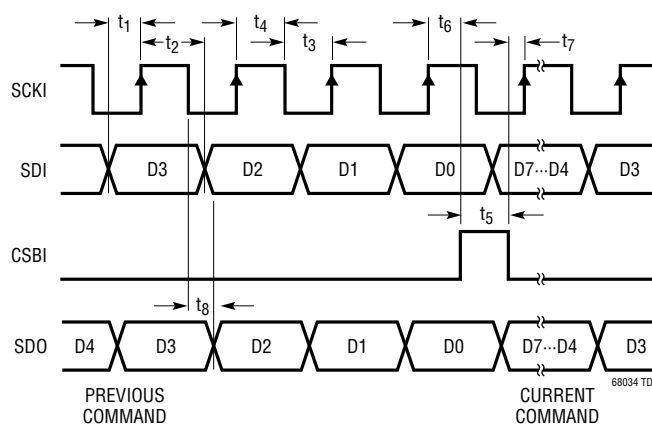 t1 t4 t6
t2 t3 t7
SCKI
SDI D3 D2 D1 D0 D7···D4 D3
t5
CSBI
t8
SDO D4 D3 D2 D1 D0 D7···D4 D3
68034 TD
PREVIOUS
COMMAND
CURRENT
COMMAND